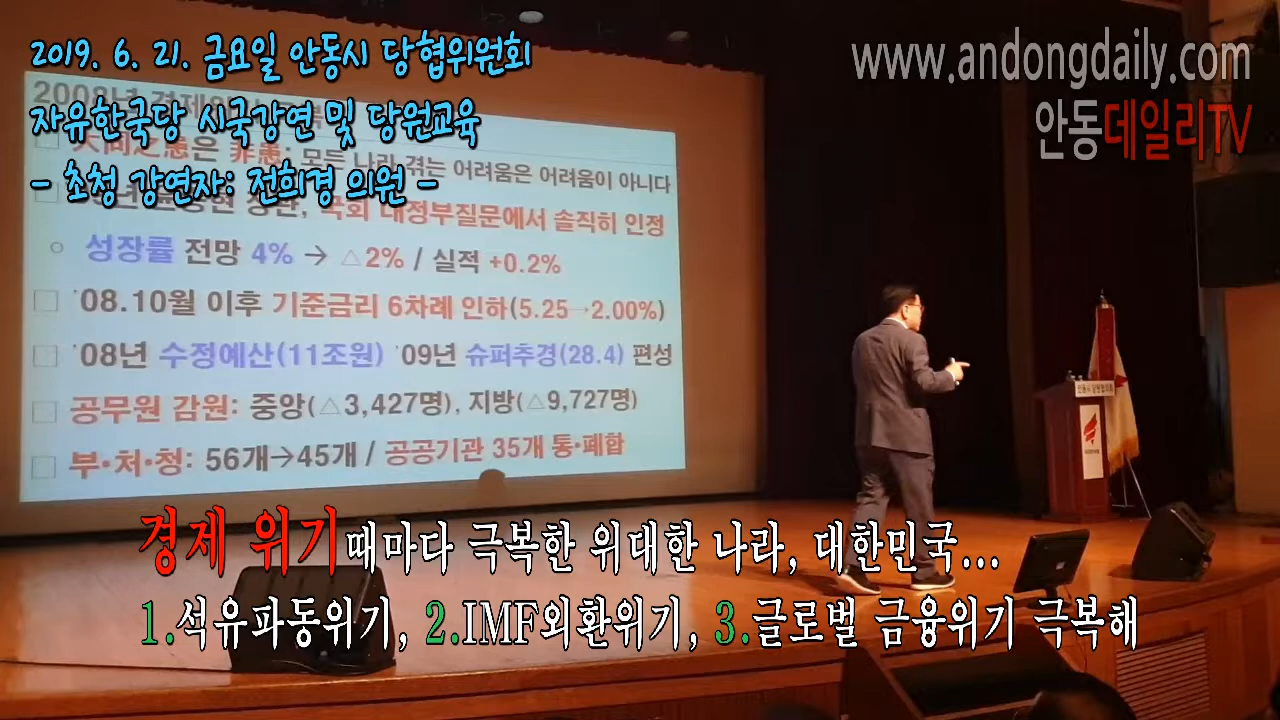 2019. 6. 21. 금요일 안동시 당협위원회
자유한국당 시국강연 및 당원교육
- 초청 강연자: 전희경 의원 -
www.andongdaily.com
안동데일리TV
2008년
은 非愚: 모든 나라 겪는 어려움은 어려움이 아니다
장관, 국회 대정부질문에서 솔직히 인정
○ 성장률 전망 4% → △2% / 실적 +0.2%
□ '08.10월 이후 기준금리 6차례 인하(5.25→2.00%)
□ '08년 수정예산(11조원) '09년 슈퍼추경(28.4) 편성
□ 공무원 감원: 중앙(△3,427명), 지방(△9,727명)
□ 부·처·청: 56개→45개 / 공공기관 35개 통·폐합
경제 위기때마다 극복한 위대한 나라, 대한민국...
1.석유파동위기, 2.IMF외환위기, 3.글로벌 금융위기 극복해